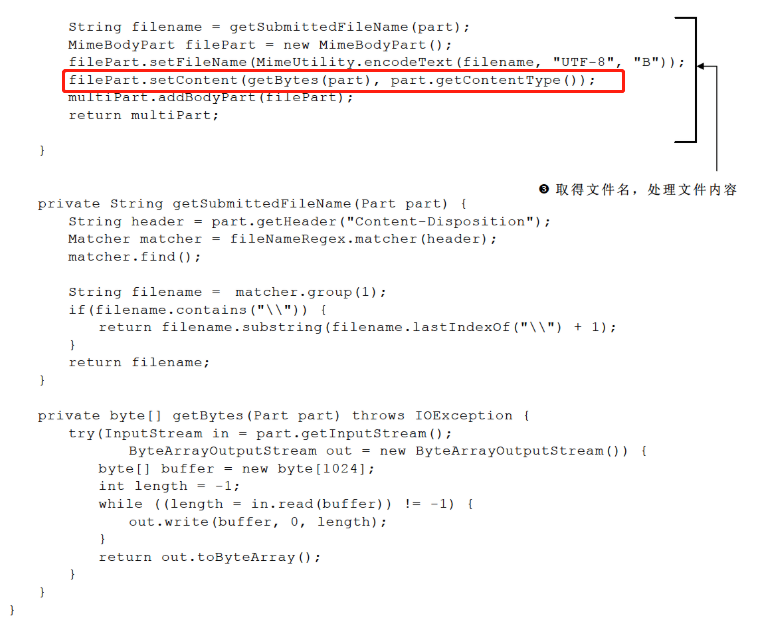 String filename = getSubmittedFileName(part);
MimeBodyPart filePart = new MimeBodyPart();
filePart.setFileName(MimeUtility.encodeText(filename, "UTF-8", "B"));
filePart.setContent(getBytes(part), part.getContentType());
multiPart.addBodyPart(filePart);
return multiPart;
}
❸ 取得文件名，处理文件内容
private String getSubmittedFileName(Part part) {
String header = part.getHeader("Content-Disposition");
Matcher matcher = fileNameRegex.matcher(header);
matcher.find();
String filename =  matcher.group(1);
if(filename.contains("\\")) {
return filename.substring(filename.lastIndexOf("\\") + 1);
}
return filename;
}
private byte[] getBytes(Part part) throws IOException {
try(InputStream in = part.getInputStream();
ByteArrayOutputStream out = new ByteArrayOutputStream()) {
byte[] buffer = new byte[1024];
int length = -1;
while ((length = in.read(buffer)) != -1) {
out.write(buffer, 0, length);
}
return out.toByteArray();
}
}
}